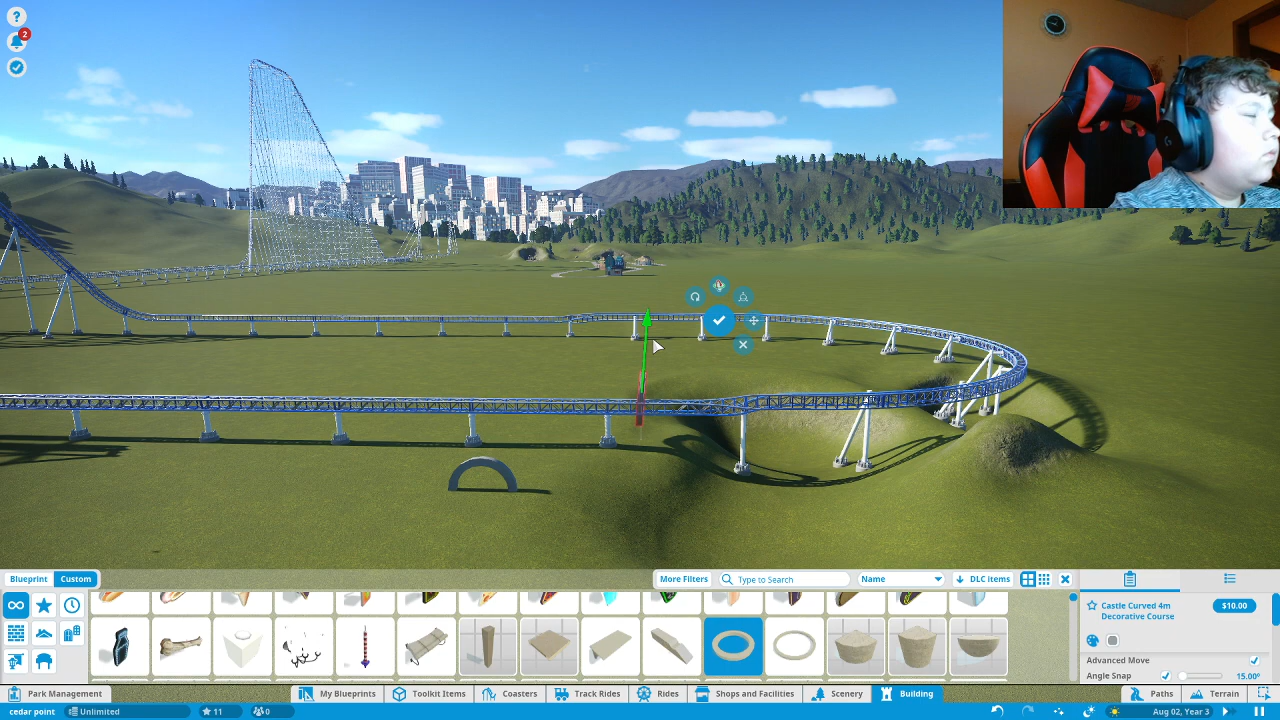 ?
2
Blueprint
Custom
More Filters
Type to Search
Name
DLC items
Castle Curved 4m
Decorative Course
$10.00
Advanced Move
Angle Snap
15.00°
Park Management
My Blueprints
Toolkit Items
Coasters
Track Rides
Rides
Shops and Facilities
Scenery
Building
Paths
Terrain
cedar point
Unlimited
11
0
Aug 02, Year 3